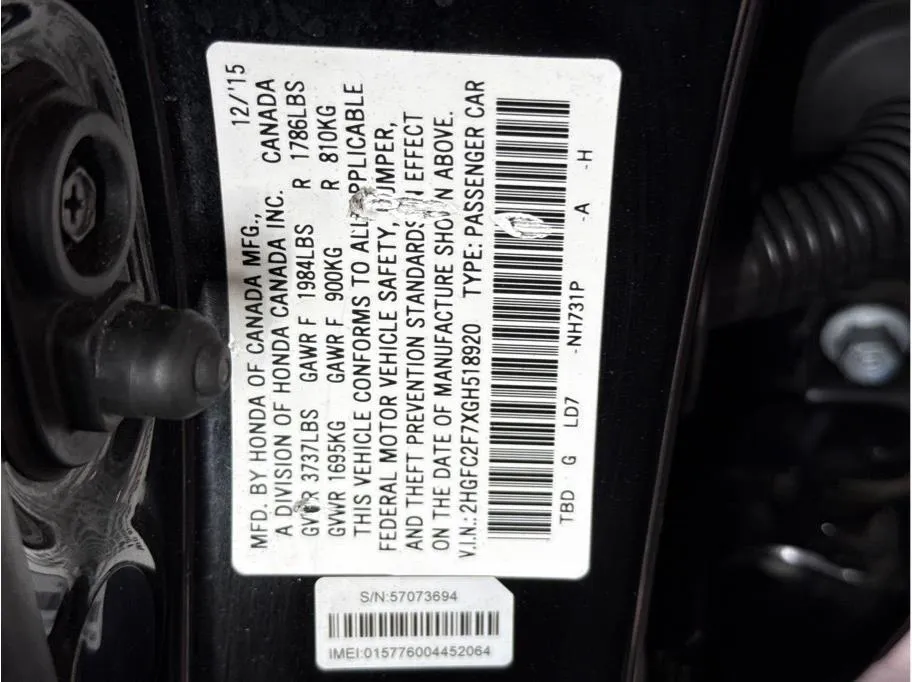 12/'15
MFD. BY HONDA OF CANADA MFG.,
A DIVISION OF HONDA CANADA INC. CANADA
GVWR 3737LBS GAWR F 1984LBS R 1786LBS
GVWR 1695KG GAWR F 900KG R 810KG
THIS VEHICLE CONFORMS TO ALL APPLICABLE
FEDERAL MOTOR VEHICLE SAFETY, BUMPER,
AND THEFT PREVENTION STANDARDS IN EFFECT
ON THE DATE OF MANUFACTURE SHOWN ABOVE.
V.I.N.: 2HGFC2F7XGH518920 TYPE: PASSENGER CAR
TBD G LD7 -NH731P -A -H
S/N:57073694
IMEI:015776004452064